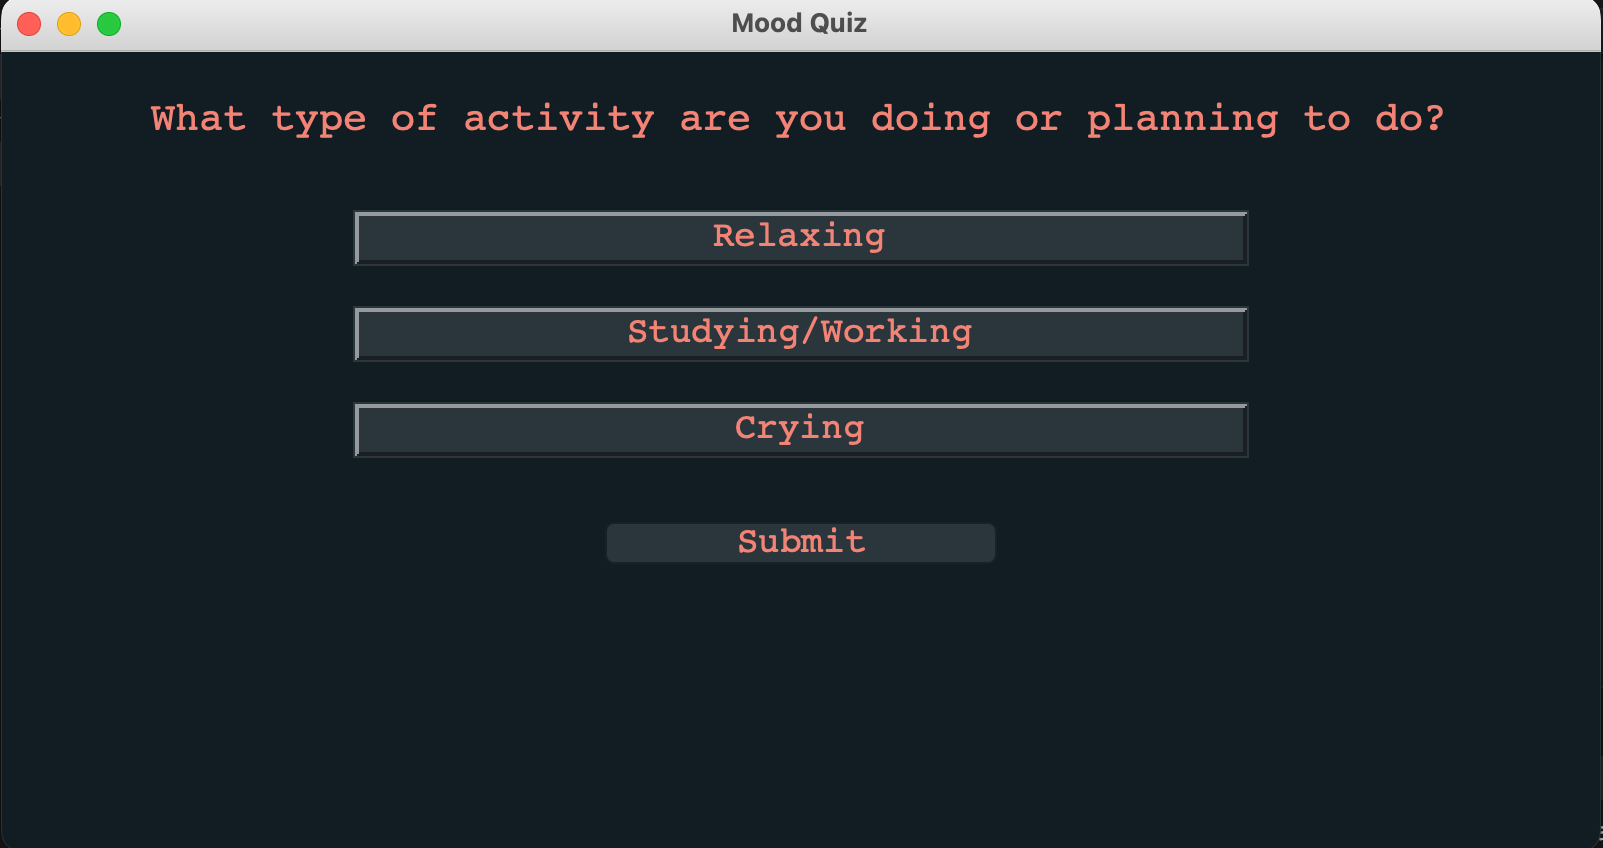 Mood Quiz
What type of activity are you doing or planning to do?
Relaxing
Studying/Working
Crying
Submit